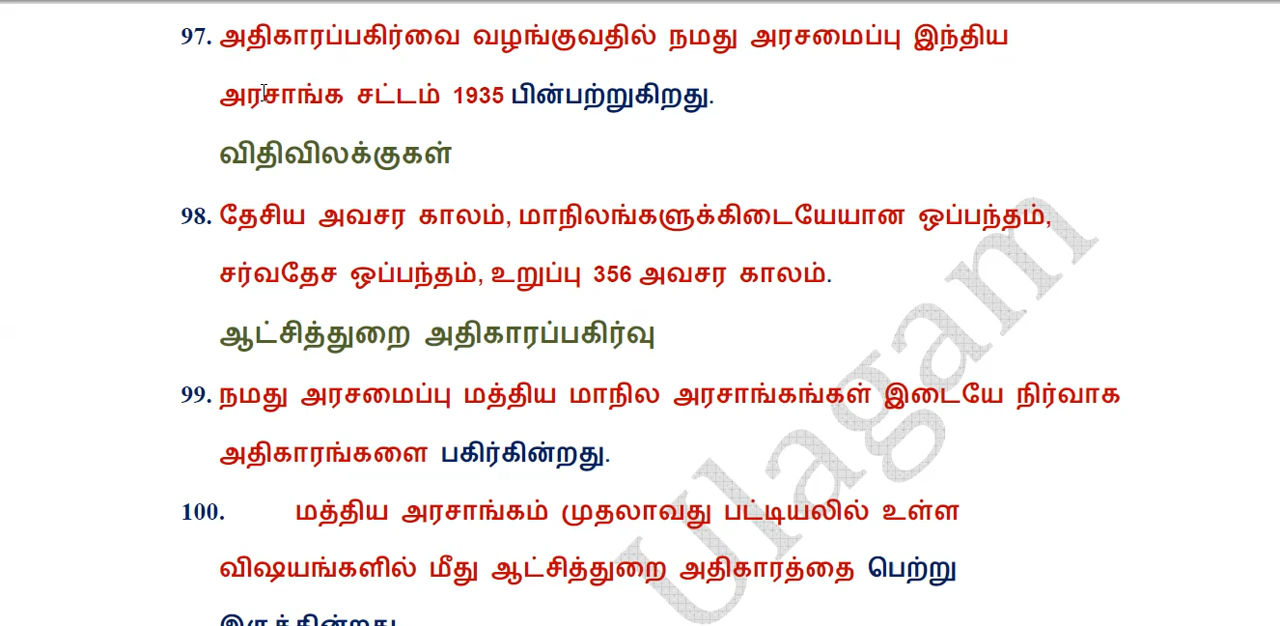 97. அதிகாரப்பகிர்வை வழங்குவதில் நமது அரசமைப்பு இந்திய
அரசாங்க சட்டம் 1935 பின்பற்றுகிறது.
விதிவிலக்குகள்
98. தேசிய அவசர காலம், மாநிலங்களுக்கிடையேயான ஒப்பந்தம்,
சர்வதேச ஒப்பந்தம், உறுப்பு 356 அவசர காலம்.
ஆட்சித்துறை அதிகாரப்பகிர்வு
99. நமது அரசமைப்பு மத்திய மாநில அரசாங்கங்கள் இடையே நிர்வாக
அதிகாரங்களை பகிர்கின்றது.
100. மத்திய அரசாங்கம் முதலாவது பட்டியலில் உள்ள
விஷயங்களில் மீது ஆட்சித்துறை அதிகாரத்தை பெற்று
இருக்கின்றது
Ulagam